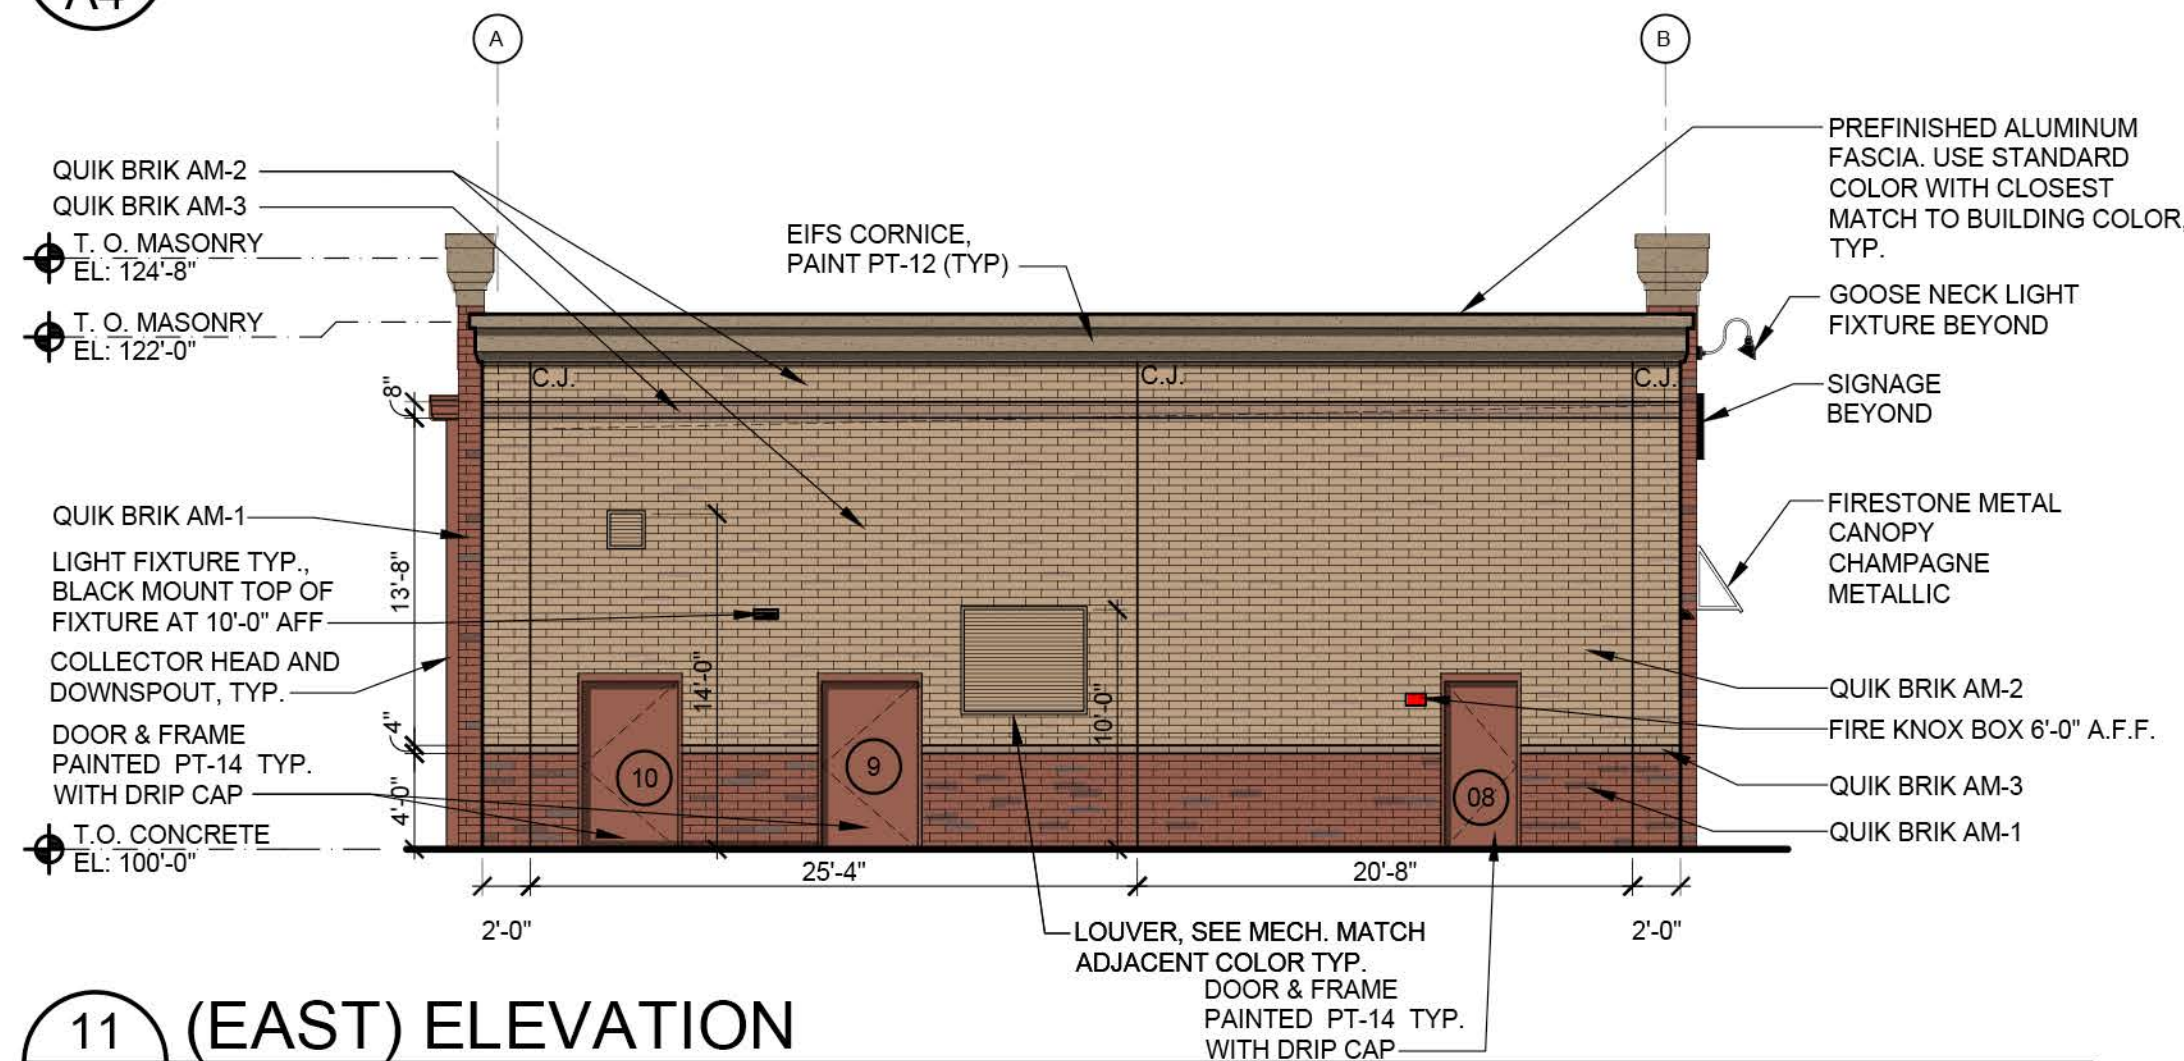 A4
A
B
QUIK BRIK AM-2
QUIK BRIK AM-3
T. O. MASONRY
EL: 124'-8"
T. O. MASONRY
EL: 122'-0"
8"
QUIK BRIK AM-1
13'-8"
LIGHT FIXTURE TYP.,
BLACK MOUNT TOP OF
FIXTURE AT 10'-0" AFF
COLLECTOR HEAD AND
DOWNSPOUT, TYP.
4"
DOOR & FRAME
PAINTED PT-14 TYP.
WITH DRIP CAP
4'-0"
T.O. CONCRETE
EL: 100'-0"
EIFS CORNICE,
PAINT PT-12 (TYP)
C.J.
C.J.
C.J.
14'-0"
10'-0"
10
9
08
PREFINISHED ALUMINUM
FASCIA. USE STANDARD
COLOR WITH CLOSEST
MATCH TO BUILDING COLOR,
TYP.
GOOSE NECK LIGHT
FIXTURE BEYOND
SIGNAGE
BEYOND
FIRESTONE METAL
CANOPY
CHAMPAGNE
METALLIC
QUIK BRIK AM-2
FIRE KNOX BOX 6'-0" A.F.F.
QUIK BRIK AM-3
QUIK BRIK AM-1
25'-4"
20'-8"
2'-0"
2'-0"
LOUVER, SEE MECH. MATCH
ADJACENT COLOR TYP.
DOOR & FRAME
PAINTED PT-14 TYP.
WITH DRIP CAP
11
(EAST) ELEVATION